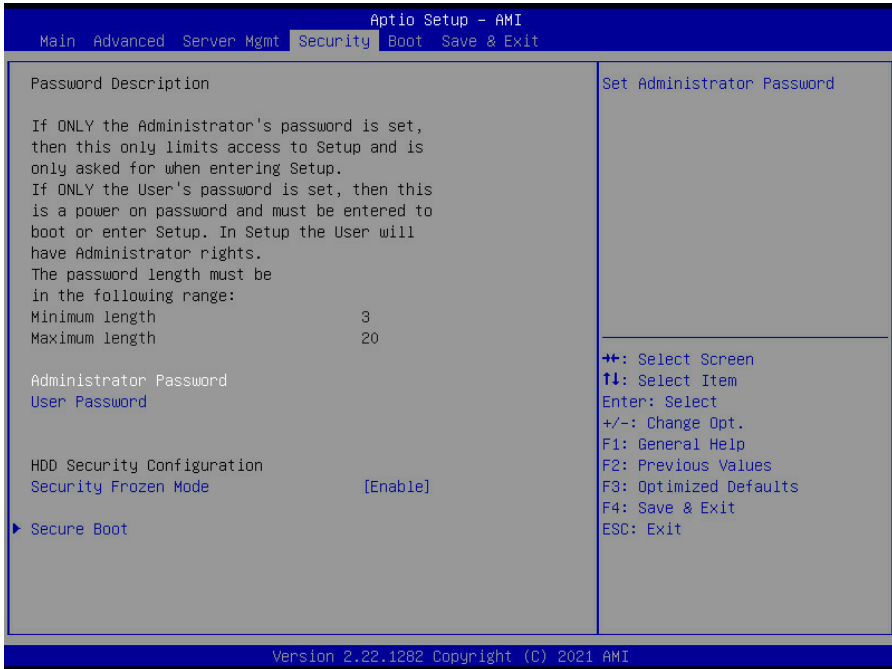 Aptio Setup – AMI
Main Advanced Server Mgmt Security Boot Save & Exit
Password Description
If ONLY the Administrator's password is set,
then this only limits access to Setup and is
only asked for when entering Setup.
If ONLY the User's password is set, then this
is a power on password and must be entered to
boot or enter Setup. In Setup the User will
have Administrator rights.
The password length must be
in the following range:
Minimum length 3
Maximum length 20
Administrator Password
User Password
HDD Security Configuration
Security Frozen Mode [Enable]
Secure Boot
Set Administrator Password
→←: Select Screen
↑↓: Select Item
Enter: Select
+/-: Change Opt.
F1: General Help
F2: Previous Values
F3: Optimized Defaults
F4: Save & Exit
ESC: Exit
Version 2.22.1282 Copyright (C) 2021 AMI